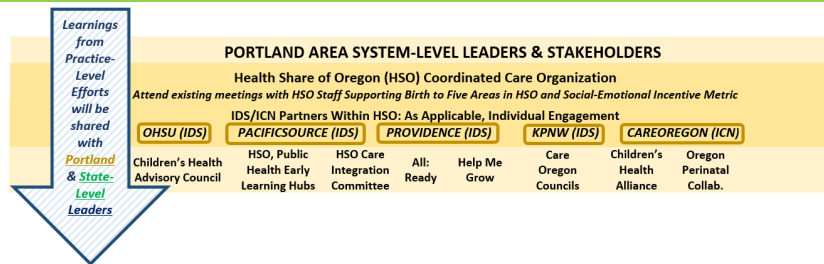 Learnings
from
Practice-
Level
Efforts
will be
shared
with
Portland
& State-
Level
Leaders
PORTLAND AREA SYSTEM-LEVEL LEADERS & STAKEHOLDERS
Health Share of Oregon (HSO) Coordinated Care Organization
Attend existing meetings with HSO Staff Supporting Birth to Five Areas in HSO and Social-Emotional Incentive Metric
IDS/ICN Partners Within HSO: As Applicable, Individual Engagement
OHSU (IDS)
PACIFICSOURCE (IDS)
PROVIDENCE (IDS)
KPNW (IDS)
CAREOREGON (ICN)
Children's Health
Advisory Council
HSO, Public
Health Early
Learning Hubs
HSO Care
Integration
Committee
All:
Ready
Help Me
Grow
Care
Oregon
Councils
Children's
Health
Alliance
Oregon
Perinatal
Collab.